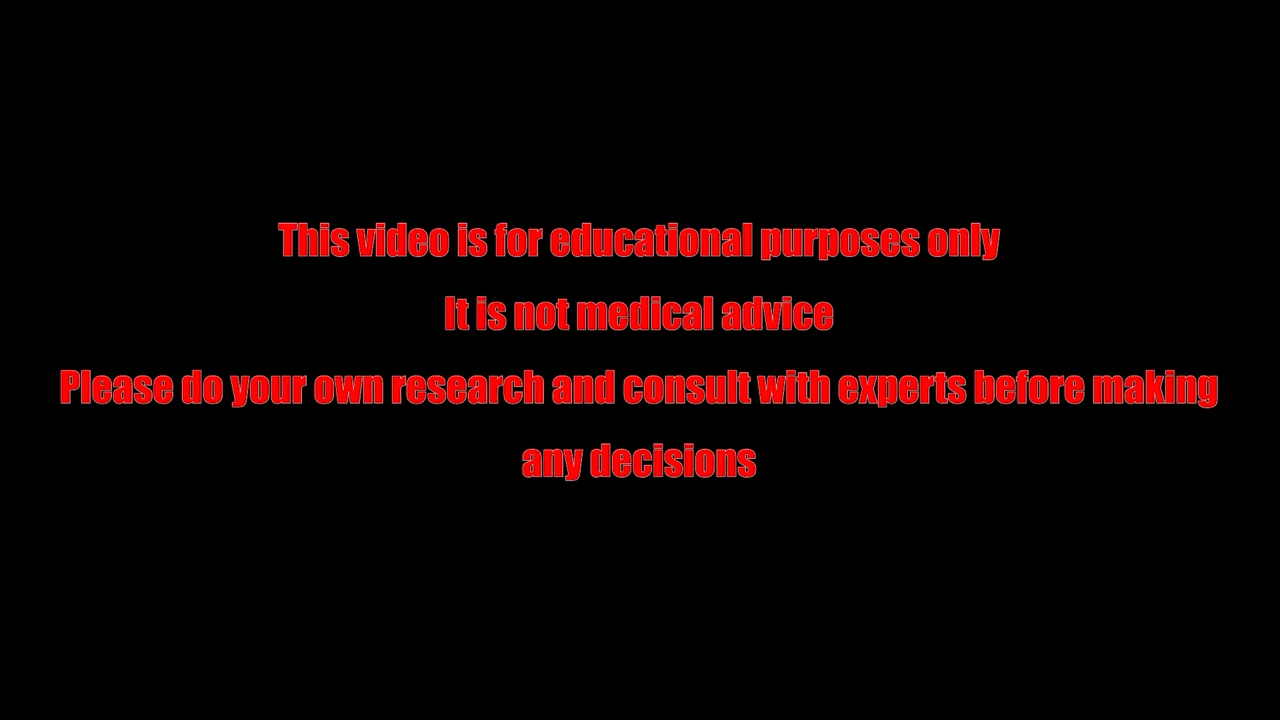 This video is for educational purposes only
It is not medical advice
Please do your own research and consult with experts before making
any decisions